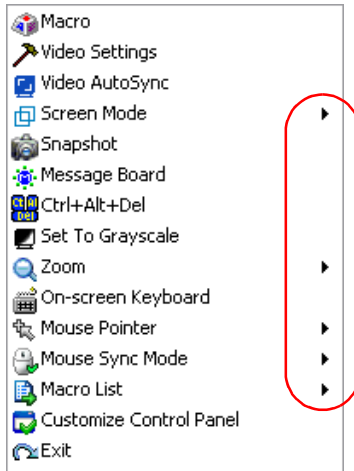 Macro
Video Settings
Video AutoSync
Screen Mode
Snapshot
Message Board
Ctrl+Alt+Del
Set To Grayscale
Zoom
On-screen Keyboard
Mouse Pointer
Mouse Sync Mode
Macro List
Customize Control Panel
Exit